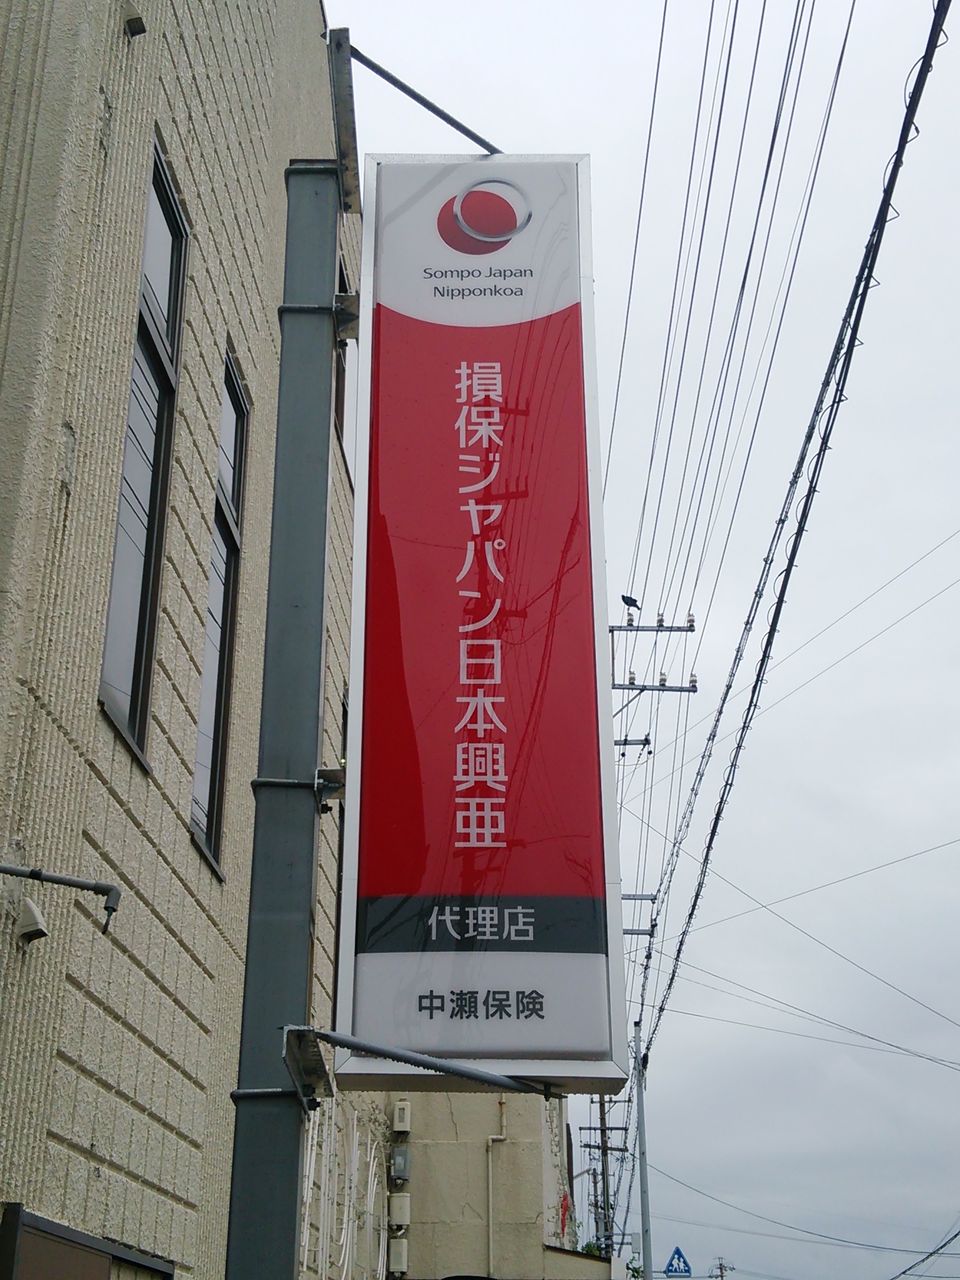 Sompo Japan
Nipponkoa
損保ジャパン日本興亜
代理店
中瀬保険